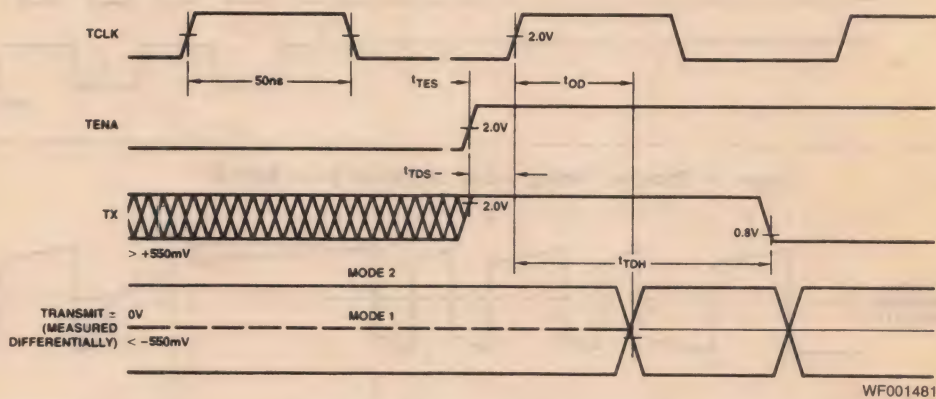 TCLK
2.0V
50ns
tTES
tOD
TENA
2.0V
tTDS
TX
2.0V
0.8V
> +550mV
tTDH
MODE 2
TRANSMIT ± 0V
MODE 1
(MEASURED
DIFFERENTIALLY) < -550mV
WF001481